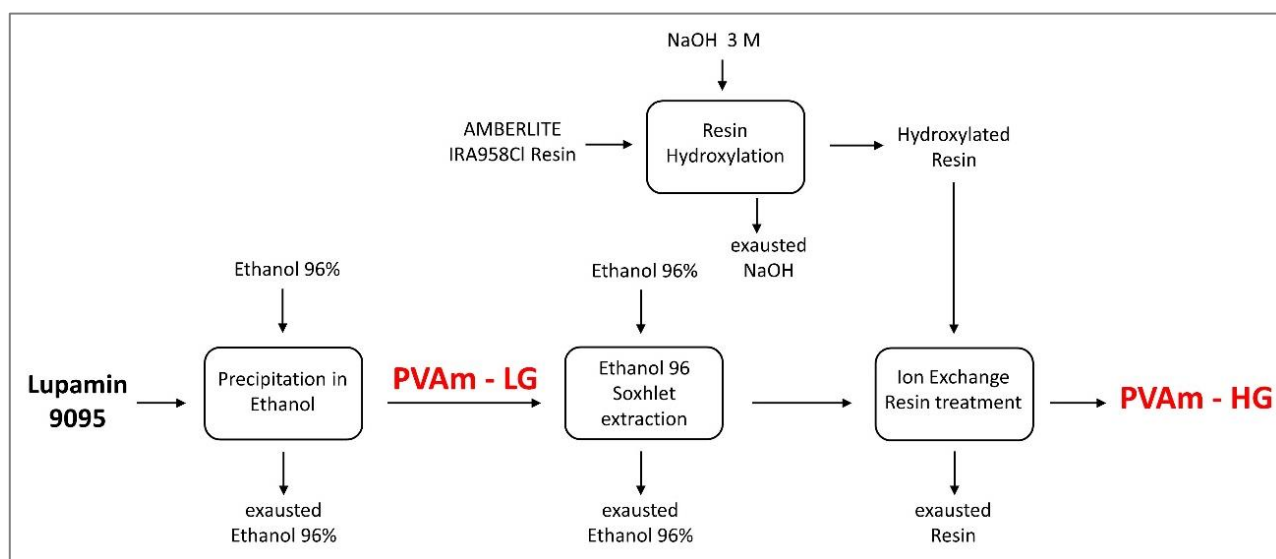 NaOH 3 M
AMBERLITE
IRA958Cl Resin
Resin
Hydroxylation
Hydroxylated
Resin
exausted
NaOH
Ethanol 96%
Ethanol 96%
Lupamin
9095
Precipitation in
Ethanol
PVAm - LG
Ethanol 96
Soxhlet
extraction
Ion Exchange
Resin treatment
PVAm - HG
exausted
Ethanol 96%
exausted
Ethanol 96%
exausted
Resin